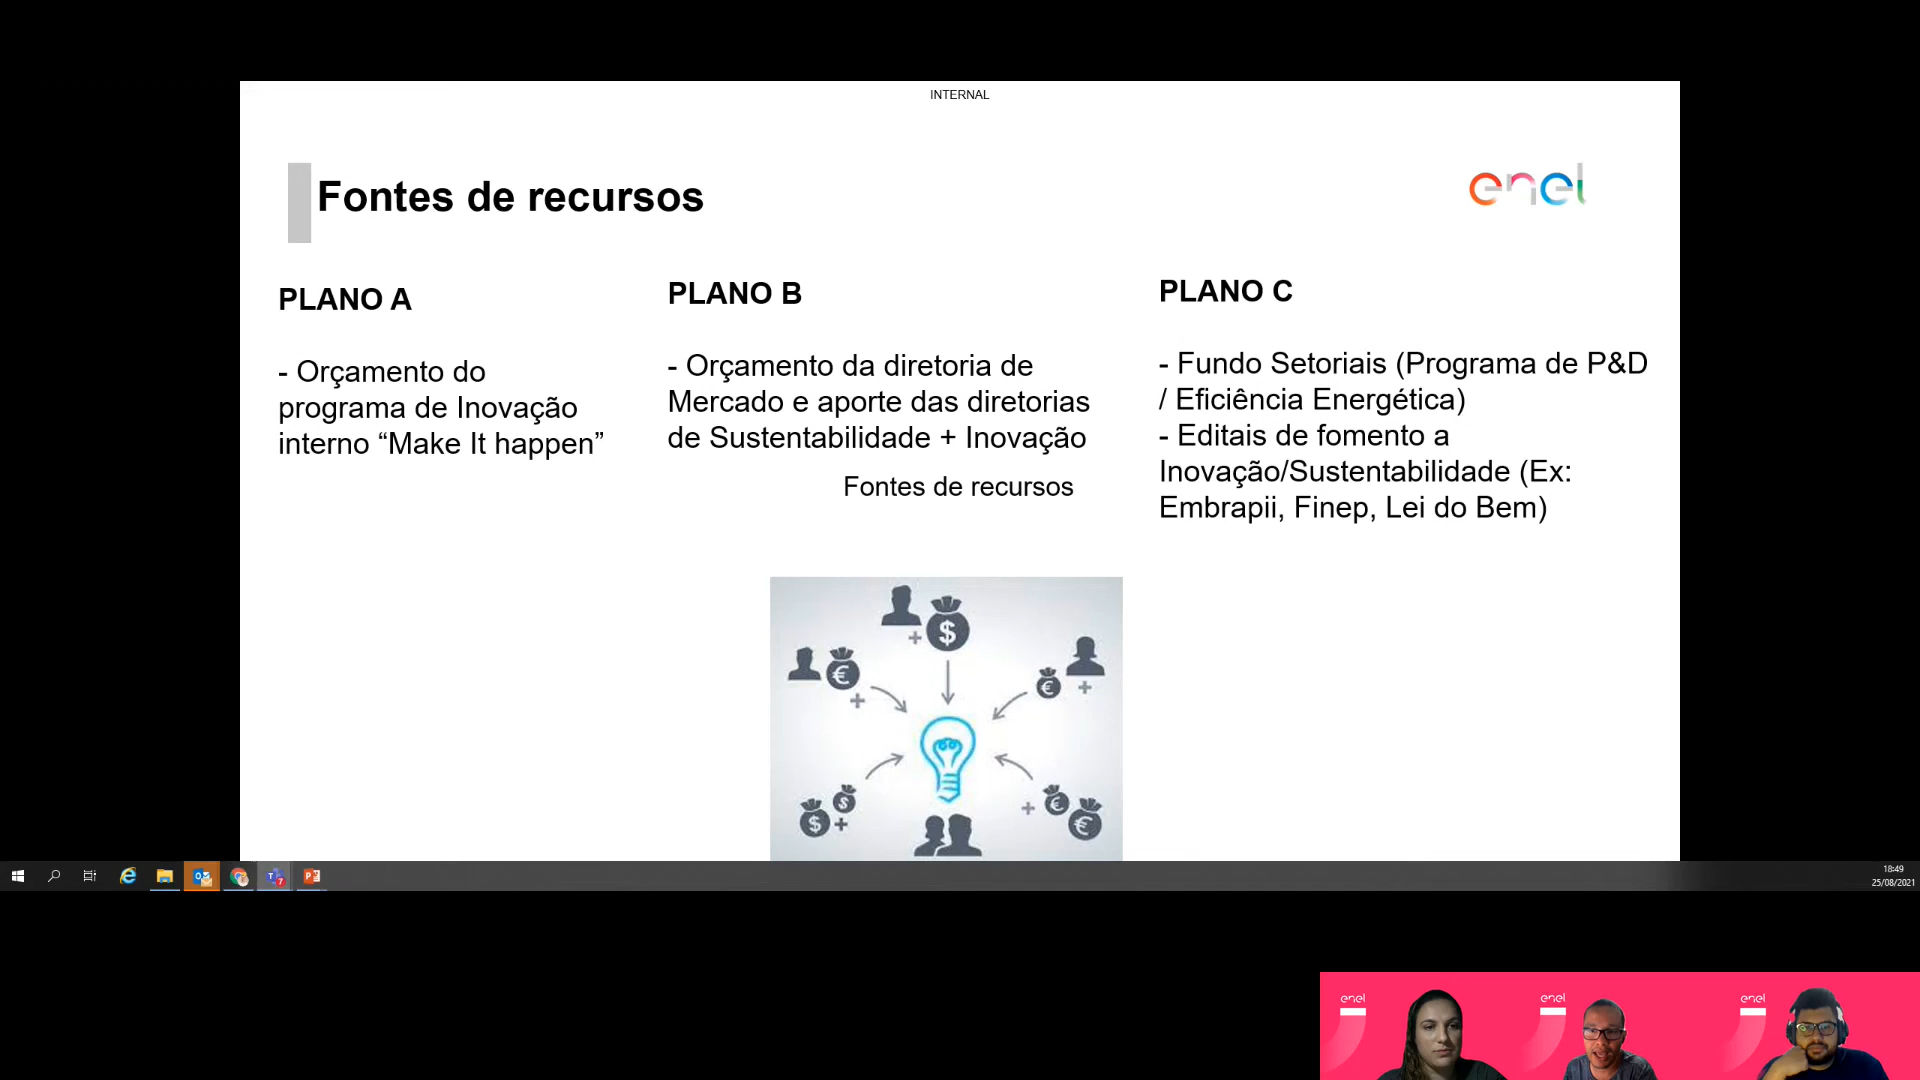 INTERNAL
Fontes de recursos
enel
PLANO A
- Orçamento do
programa de Inovação
interno “Make It happen”
PLANO B
- Orçamento da diretoria de
Mercado e aporte das diretorias
de Sustentabilidade + Inovação
Fontes de recursos
PLANO C
- Fundo Setoriais (Programa de P&D
/ Eficiência Energética)
- Editais de fomento a
Inovação/Sustentabilidade (Ex:
Embrapii, Finep, Lei do Bem)
18:49
25/08/2021
enel
enel
enel